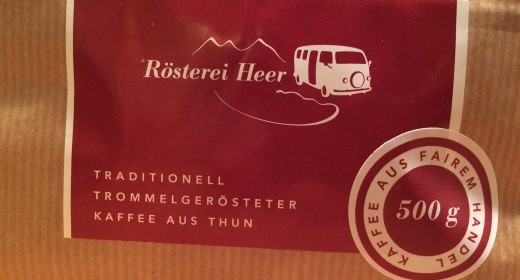 Rösterei Heer
TRADITIONELL
TROMMELGERÖSTETER
KAFFEE AUS THUN
KAFFEE AUS FAIREM HANDEL
500 g